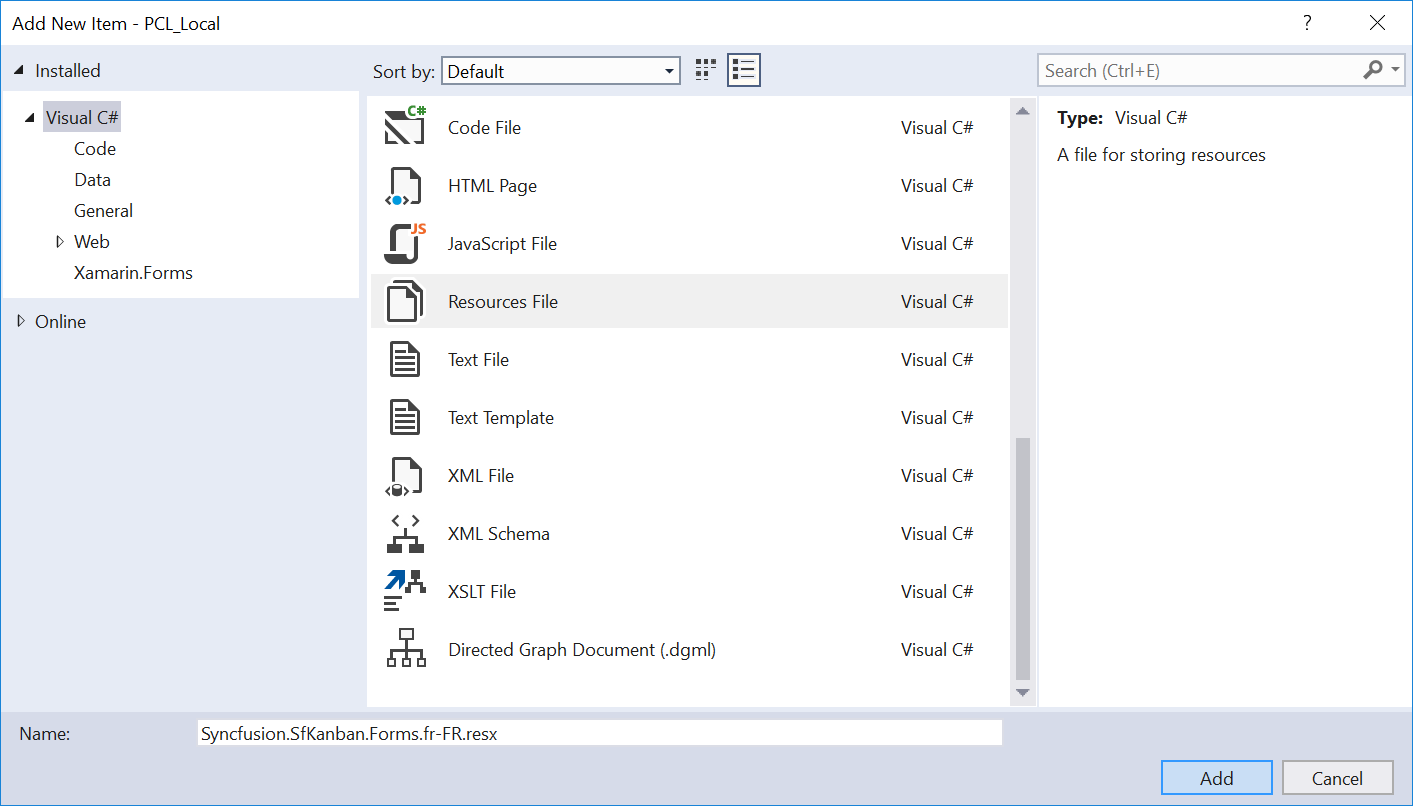 Add New Item - PCL_Local
?
Installed
Sort by: Default
Search (Ctrl+E)
Visual C#
Code
Data
General
Web
Xamarin.Forms
Online
C#
Code File Visual C#
HTML Page Visual C#
JS
JavaScript File Visual C#
Resources File Visual C#
Text File Visual C#
Text Template Visual C#
XML File Visual C#
XML Schema Visual C#
XSLT File Visual C#
Directed Graph Document (.dgml) Visual C#
Type: Visual C#
A file for storing resources
Name: Syncfusion.SfKanban.Forms.fr-FR.resx
Add Cancel